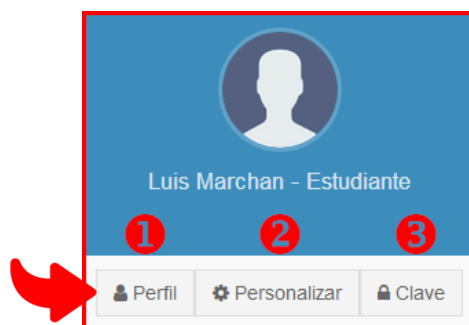 Luis Marchan - Estudiante
1 2 3
Perfil Personalizar Clave